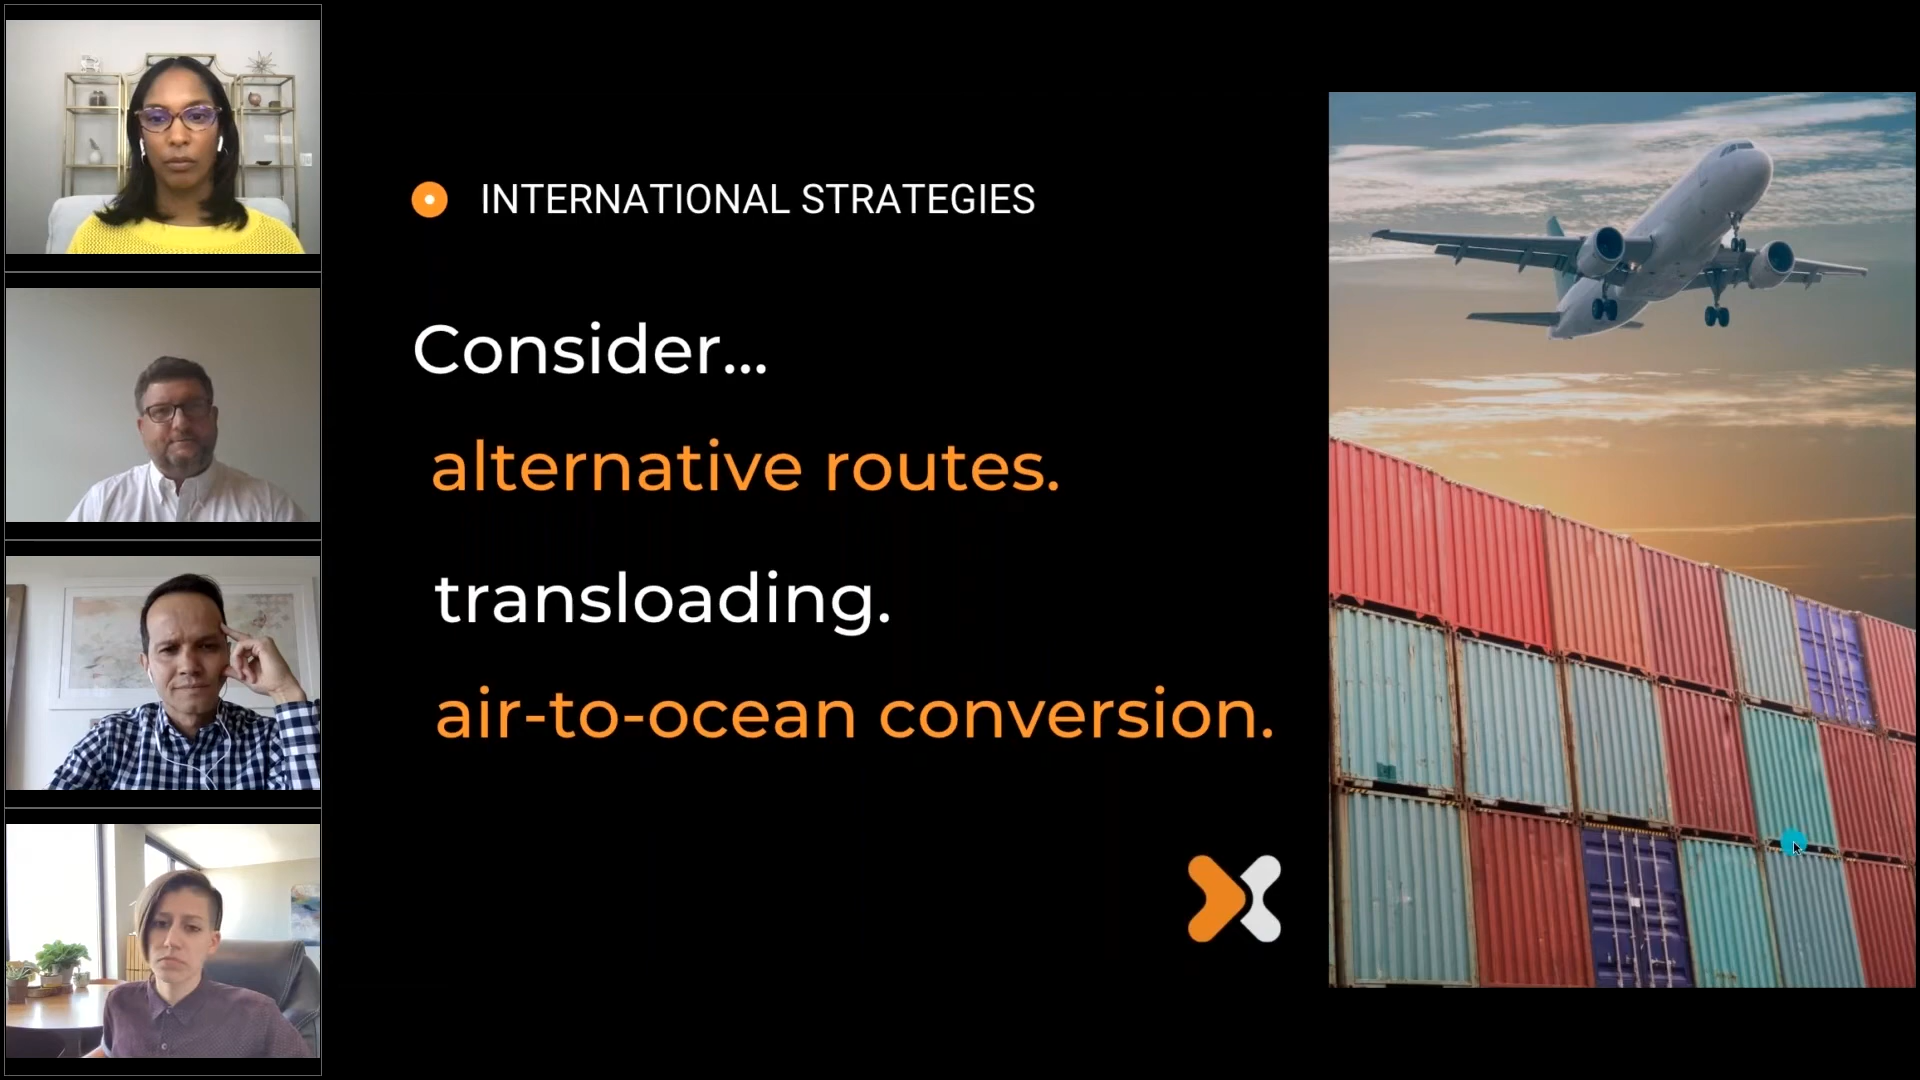 INTERNATIONAL STRATEGIES
Consider...
alternative routes.
transloading.
air-to-ocean conversion.